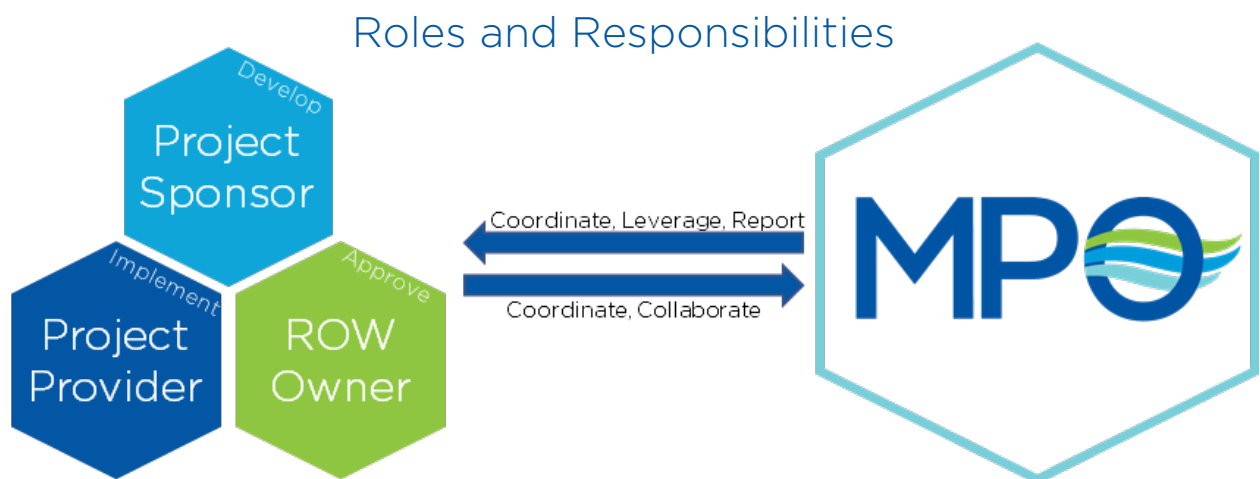 Roles and Responsibilities
Develop
Project
Sponsor
Implement
Project
Provider
Approve
ROW
Owner
Coordinate, Leverage, Report
Coordinate, Collaborate
MPO